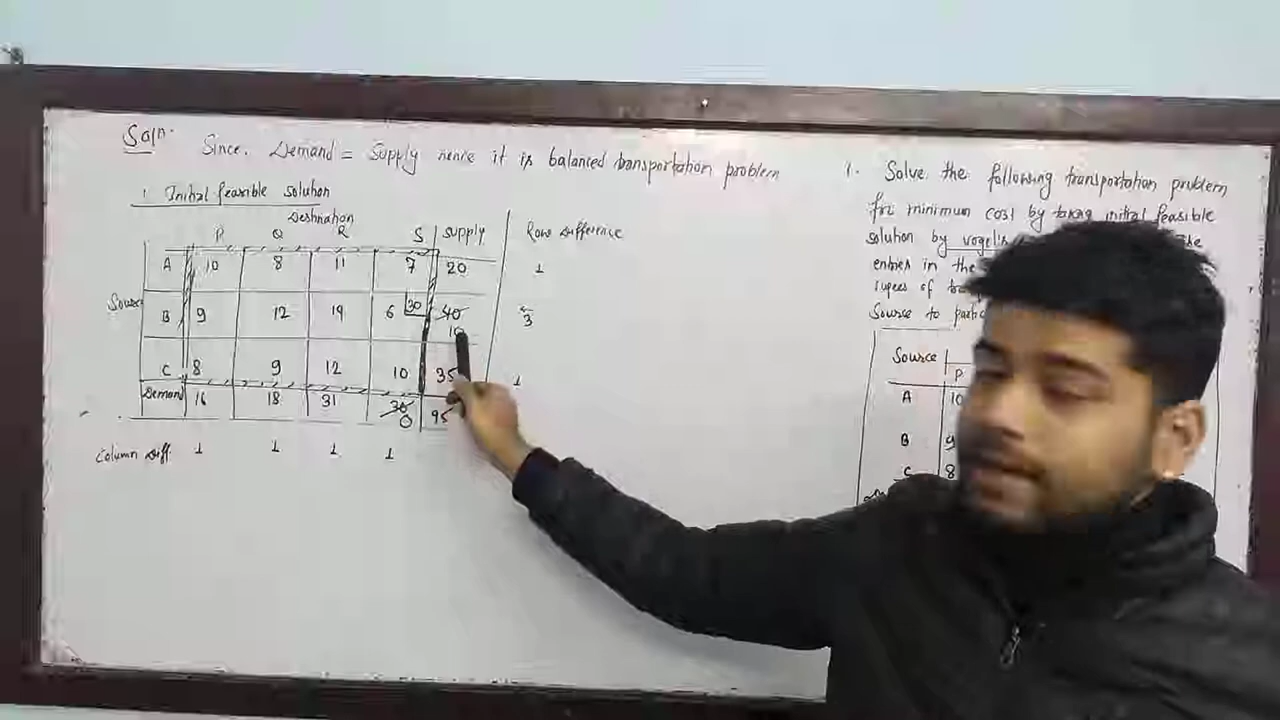 Soln.
Since. Demand = Supply hence it is balanced transportation problem
1. Initial feasible solution
Destination
P Q R S Supply Row difference
A 10 8 11 7 20 1
Source B 9 12 19 6 30 40 3
10
C 8 9 12 10 35 1
Demand 16 18 31 30 95
0
Column diff. 1 1 1 1
1. Solve the following transportation problem
for minimum cost by taking initial feasible
solution by vogel's
entries in the
rupees of
Source to
Source P
A 10
B 9
C 8